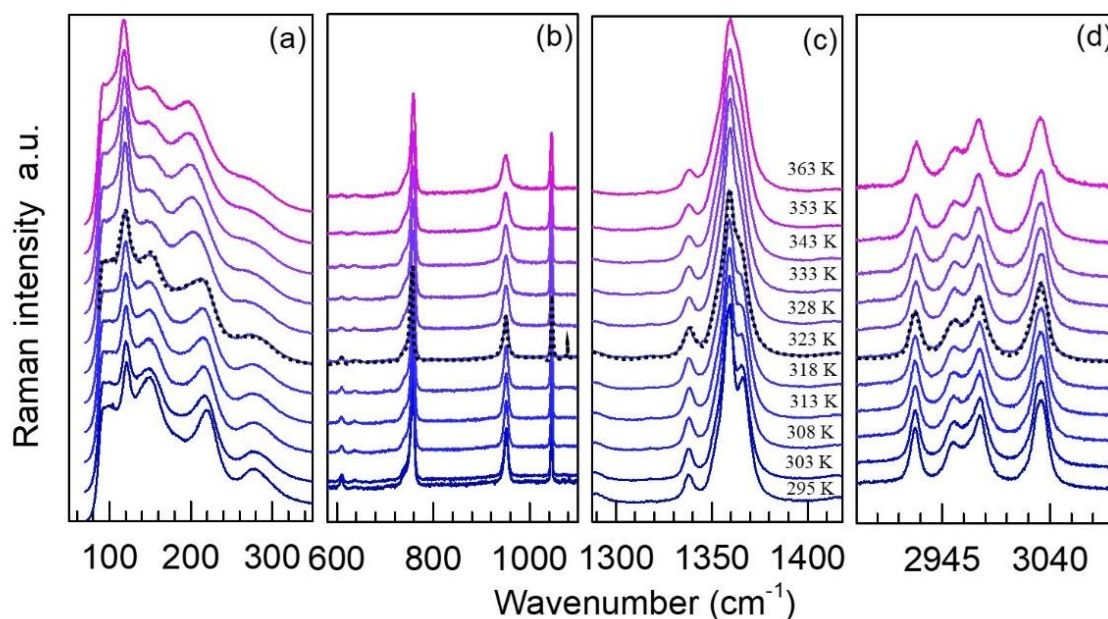 (a)
(b)
(c)
(d)
Raman intensity a.u.
363 K
353 K
343 K
333 K
328 K
323 K
318 K
313 K
308 K
303 K
295 K
100 200 300
600 800 1000
1300 1350 1400
2945 3040
Wavenumber (cm⁻¹)